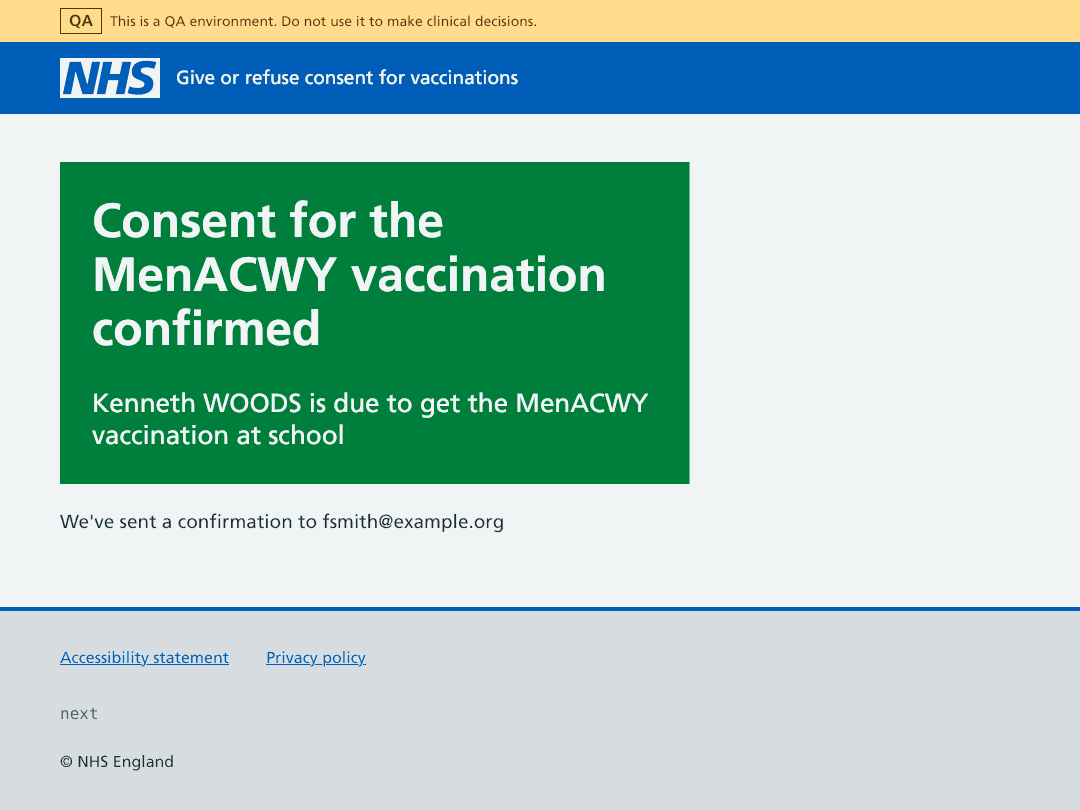 QA This is a QA environment. Do not use it to make clinical decisions.
NHS Give or refuse consent for vaccinations
Consent for the
MenACWY vaccination
confirmed
Kenneth WOODS is due to get the MenACWY
vaccination at school
We've sent a confirmation to fsmith@example.org
Accessibility statement Privacy policy
next
© NHS England